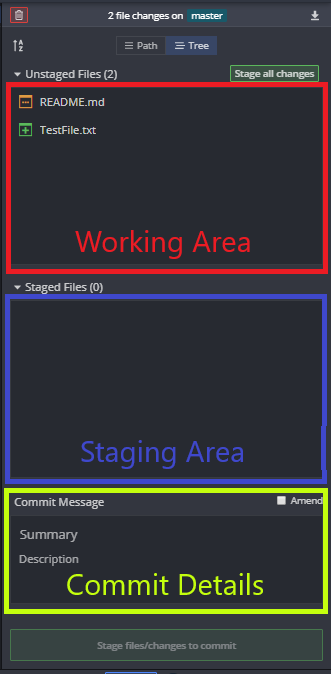 2 file changes on master
A Z
Path Tree
Unstaged Files (2) Stage all changes
README.md
TestFile.txt
Working Area
Staged Files (0)
Staging Area
Commit Message Amend
Summary
Description
Commit Details
Stage files/changes to commit